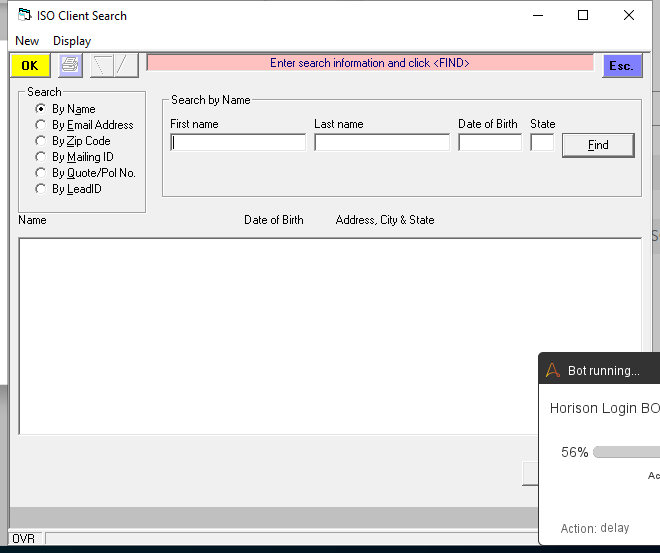 ISO Client Search
New Display
OK Enter search information and click <FIND> Esc.
Search
By Name
By Email Address
By Zip Code
By Mailing ID
By Quote/Pol No.
By LeadID
Search by Name
First name Last name Date of Birth State
Find
Name Date of Birth Address, City & State
Bot running...
Horison Login BO
56%
Ac
Action: delay
OVR